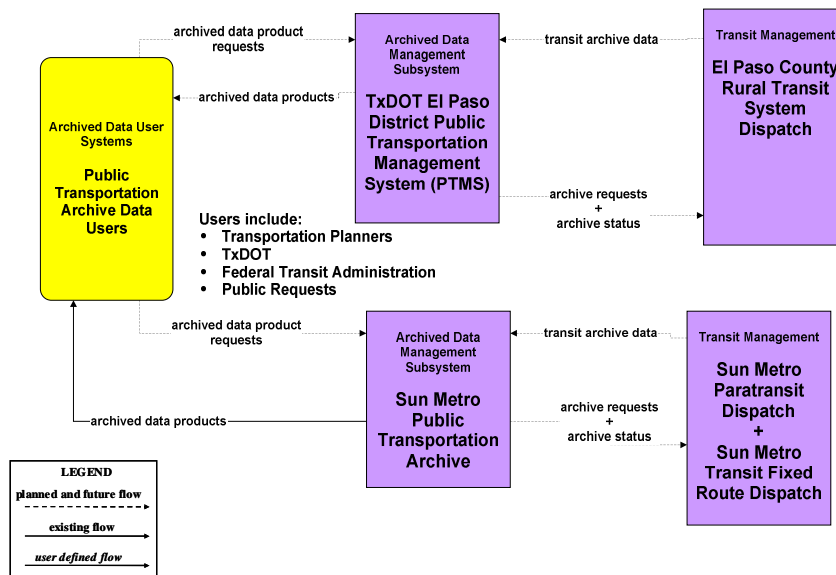 archived data product
requests
archived data products
Archived Data User
Systems
Public
Transportation
Archive Data
Users
Archived Data
Management
Subsystem
TxDOT El Paso
District Public
Transportation
Management
System (PTMS)
transit archive data
archive requests
+
archive status
Transit Management
El Paso County
Rural Transit
System
Dispatch
Users include:
• Transportation Planners
• TxDOT
• Federal Transit Administration
• Public Requests
archived data product
requests
archived data products
Archived Data
Management
Subsystem
Sun Metro
Public
Transportation
Archive
transit archive data
archive requests
+
archive status
Transit Management
Sun Metro
Paratransit
Dispatch
+
Sun Metro
Transit Fixed
Route Dispatch
LEGEND
planned and future flow
existing flow
user defined flow